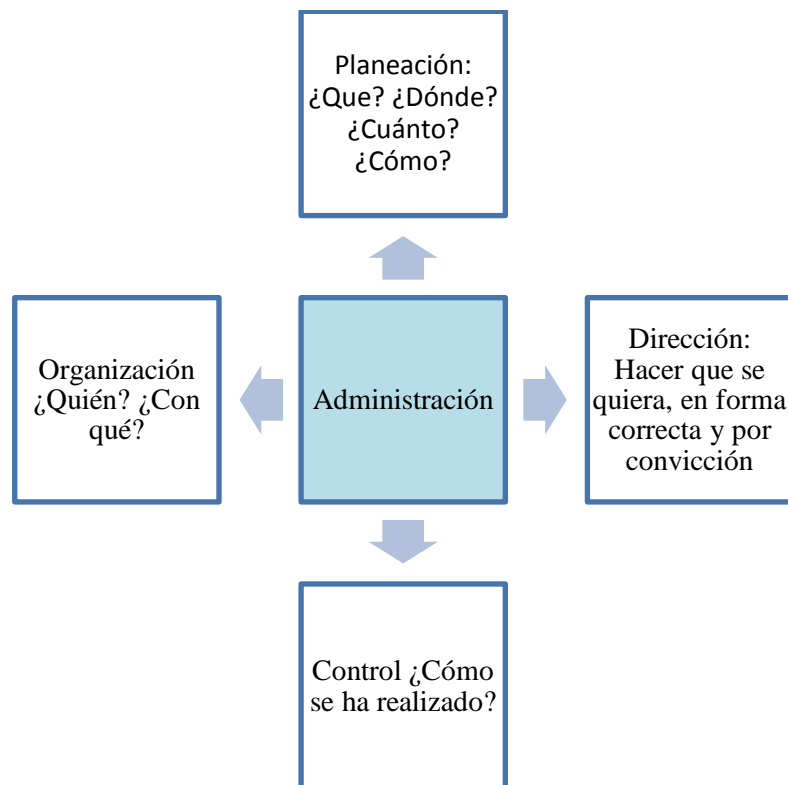 Planeación:
¿Que? ¿Dónde?
¿Cuánto?
¿Cómo?
Organización
¿Quién? ¿Con
qué?
Administración
Dirección:
Hacer que se
quiera, en forma
correcta y por
convicción
Control ¿Cómo
se ha realizado?